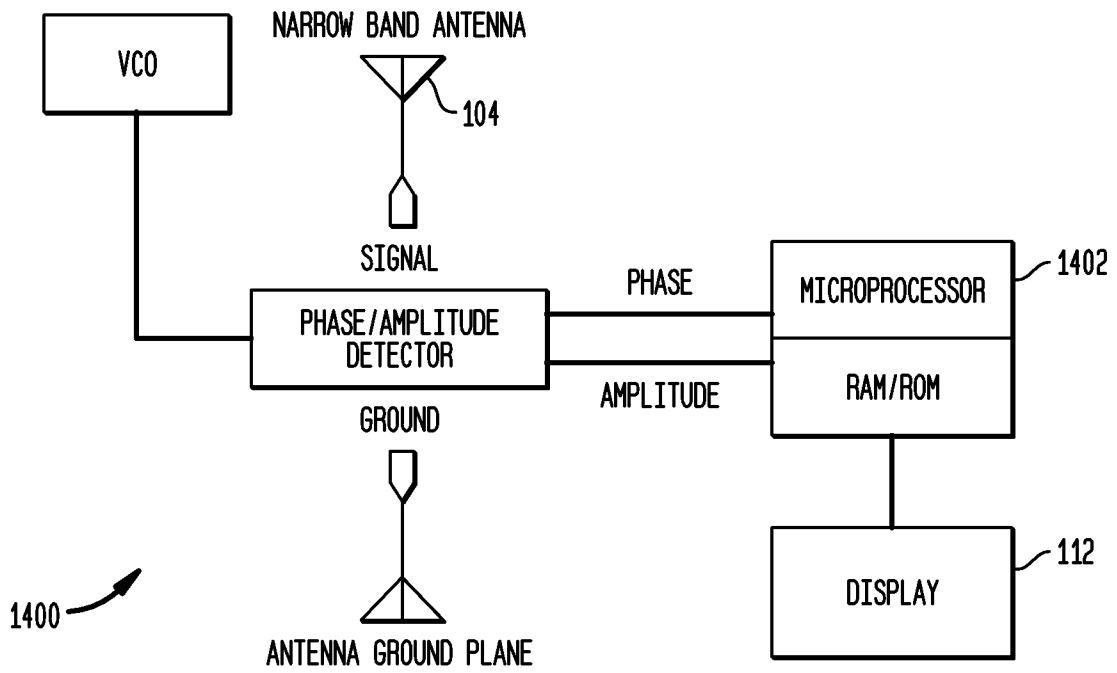 NARROW BAND ANTENNA
VCO
104
SIGNAL
PHASE/AMPLITUDE
DETECTOR
PHASE
AMPLITUDE
MICROPROCESSOR
1402
RAM/ROM
GROUND
DISPLAY
112
1400
ANTENNA GROUND PLANE